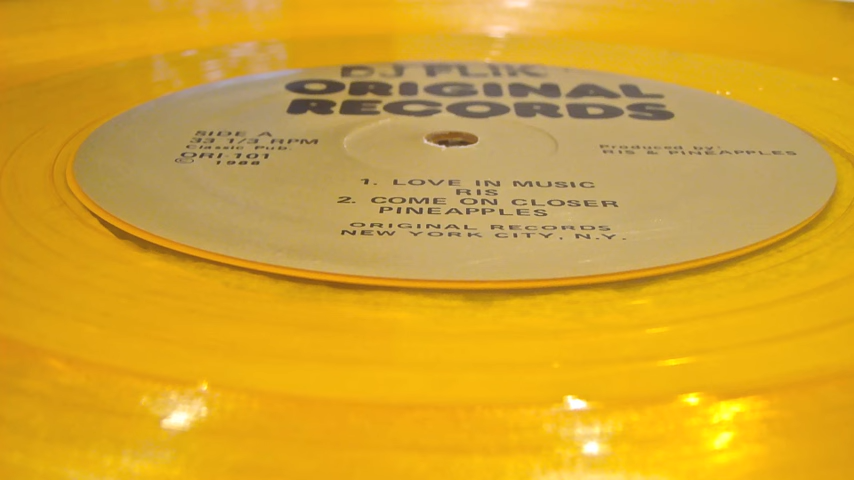 DJ FLIK
ORIGINAL
RECORDS
SIDE A
33 1/3 RPM
Classic Pub.
ORI-101
© 1988
Produced by:
RIS & PINEAPPLES
1. LOVE IN MUSIC
RIS
2. COME ON CLOSER
PINEAPPLES
ORIGINAL RECORDS
NEW YORK CITY, N.Y.